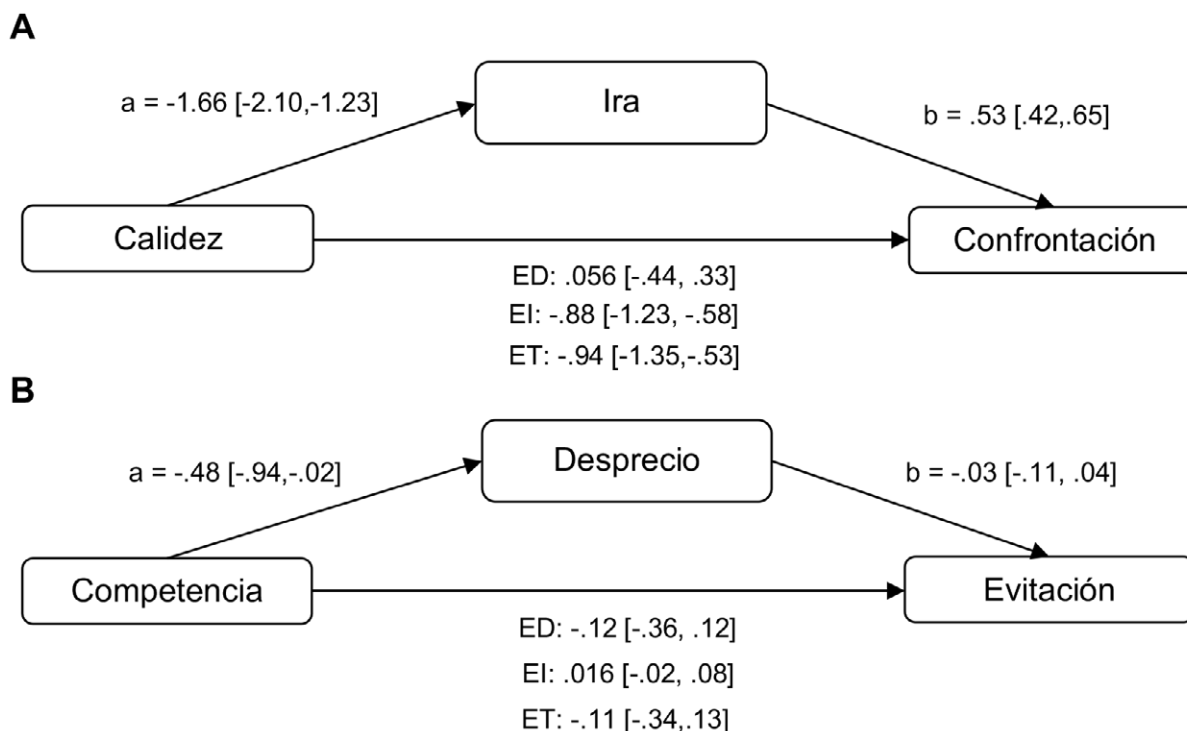 A
a = -1.66 [-2.10,-1.23]
Ira
b = .53 [.42,.65]
Calidez
Confrontación
ED: .056 [-.44, .33]
EI: -.88 [-1.23, -.58]
ET: -.94 [-1.35,-.53]
B
a = -.48 [-.94,-.02]
Desprecio
b = -.03 [-.11, .04]
Competencia
Evitación
ED: -.12 [-.36, .12]
EI: .016 [-.02, .08]
ET: -.11 [-.34,.13]